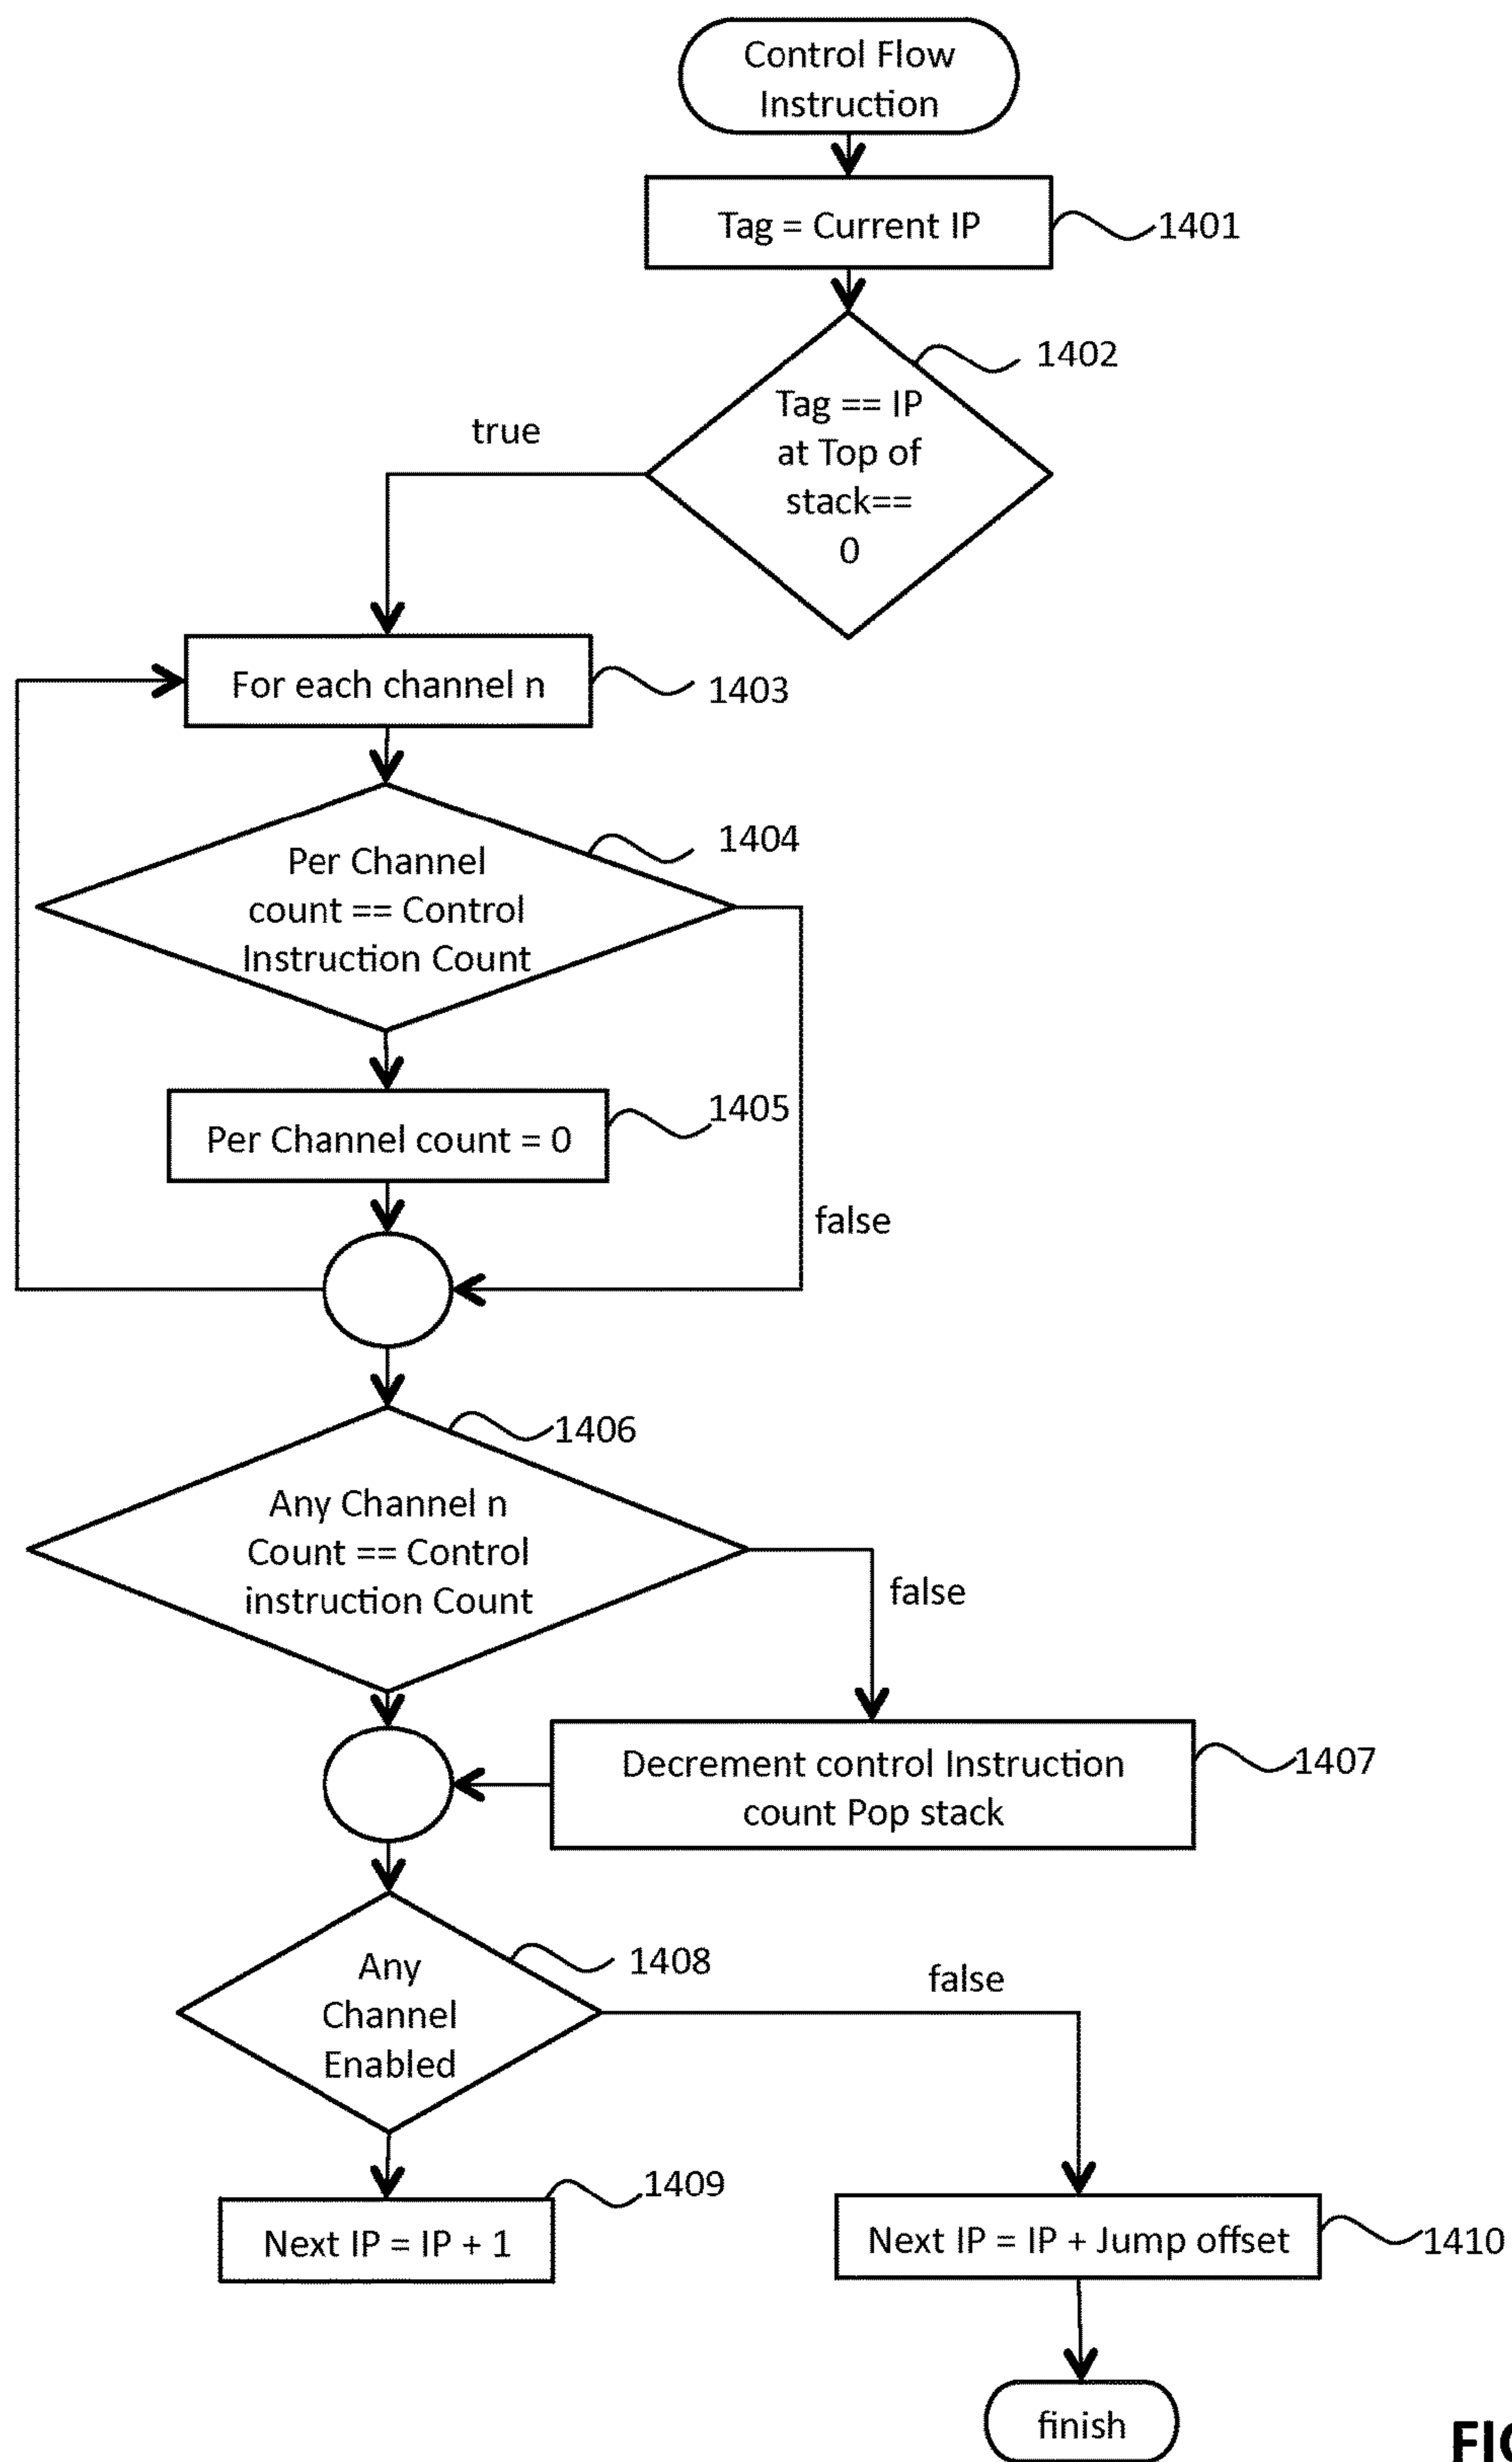 Control Flow
Instruction
Tag = Current IP
1401
1402
Tag == IP
at Top of
stack==
0
true
For each channel n
1403
1404
Per Channel
count == Control
Instruction Count
1405
Per Channel count = 0
false
1406
Any Channel n
Count == Control
instruction Count
false
Decrement control Instruction
count Pop stack
1407
Any
Channel
Enabled
1408
false
1409
Next IP = IP + 1
Next IP = IP + Jump offset
1410
finish